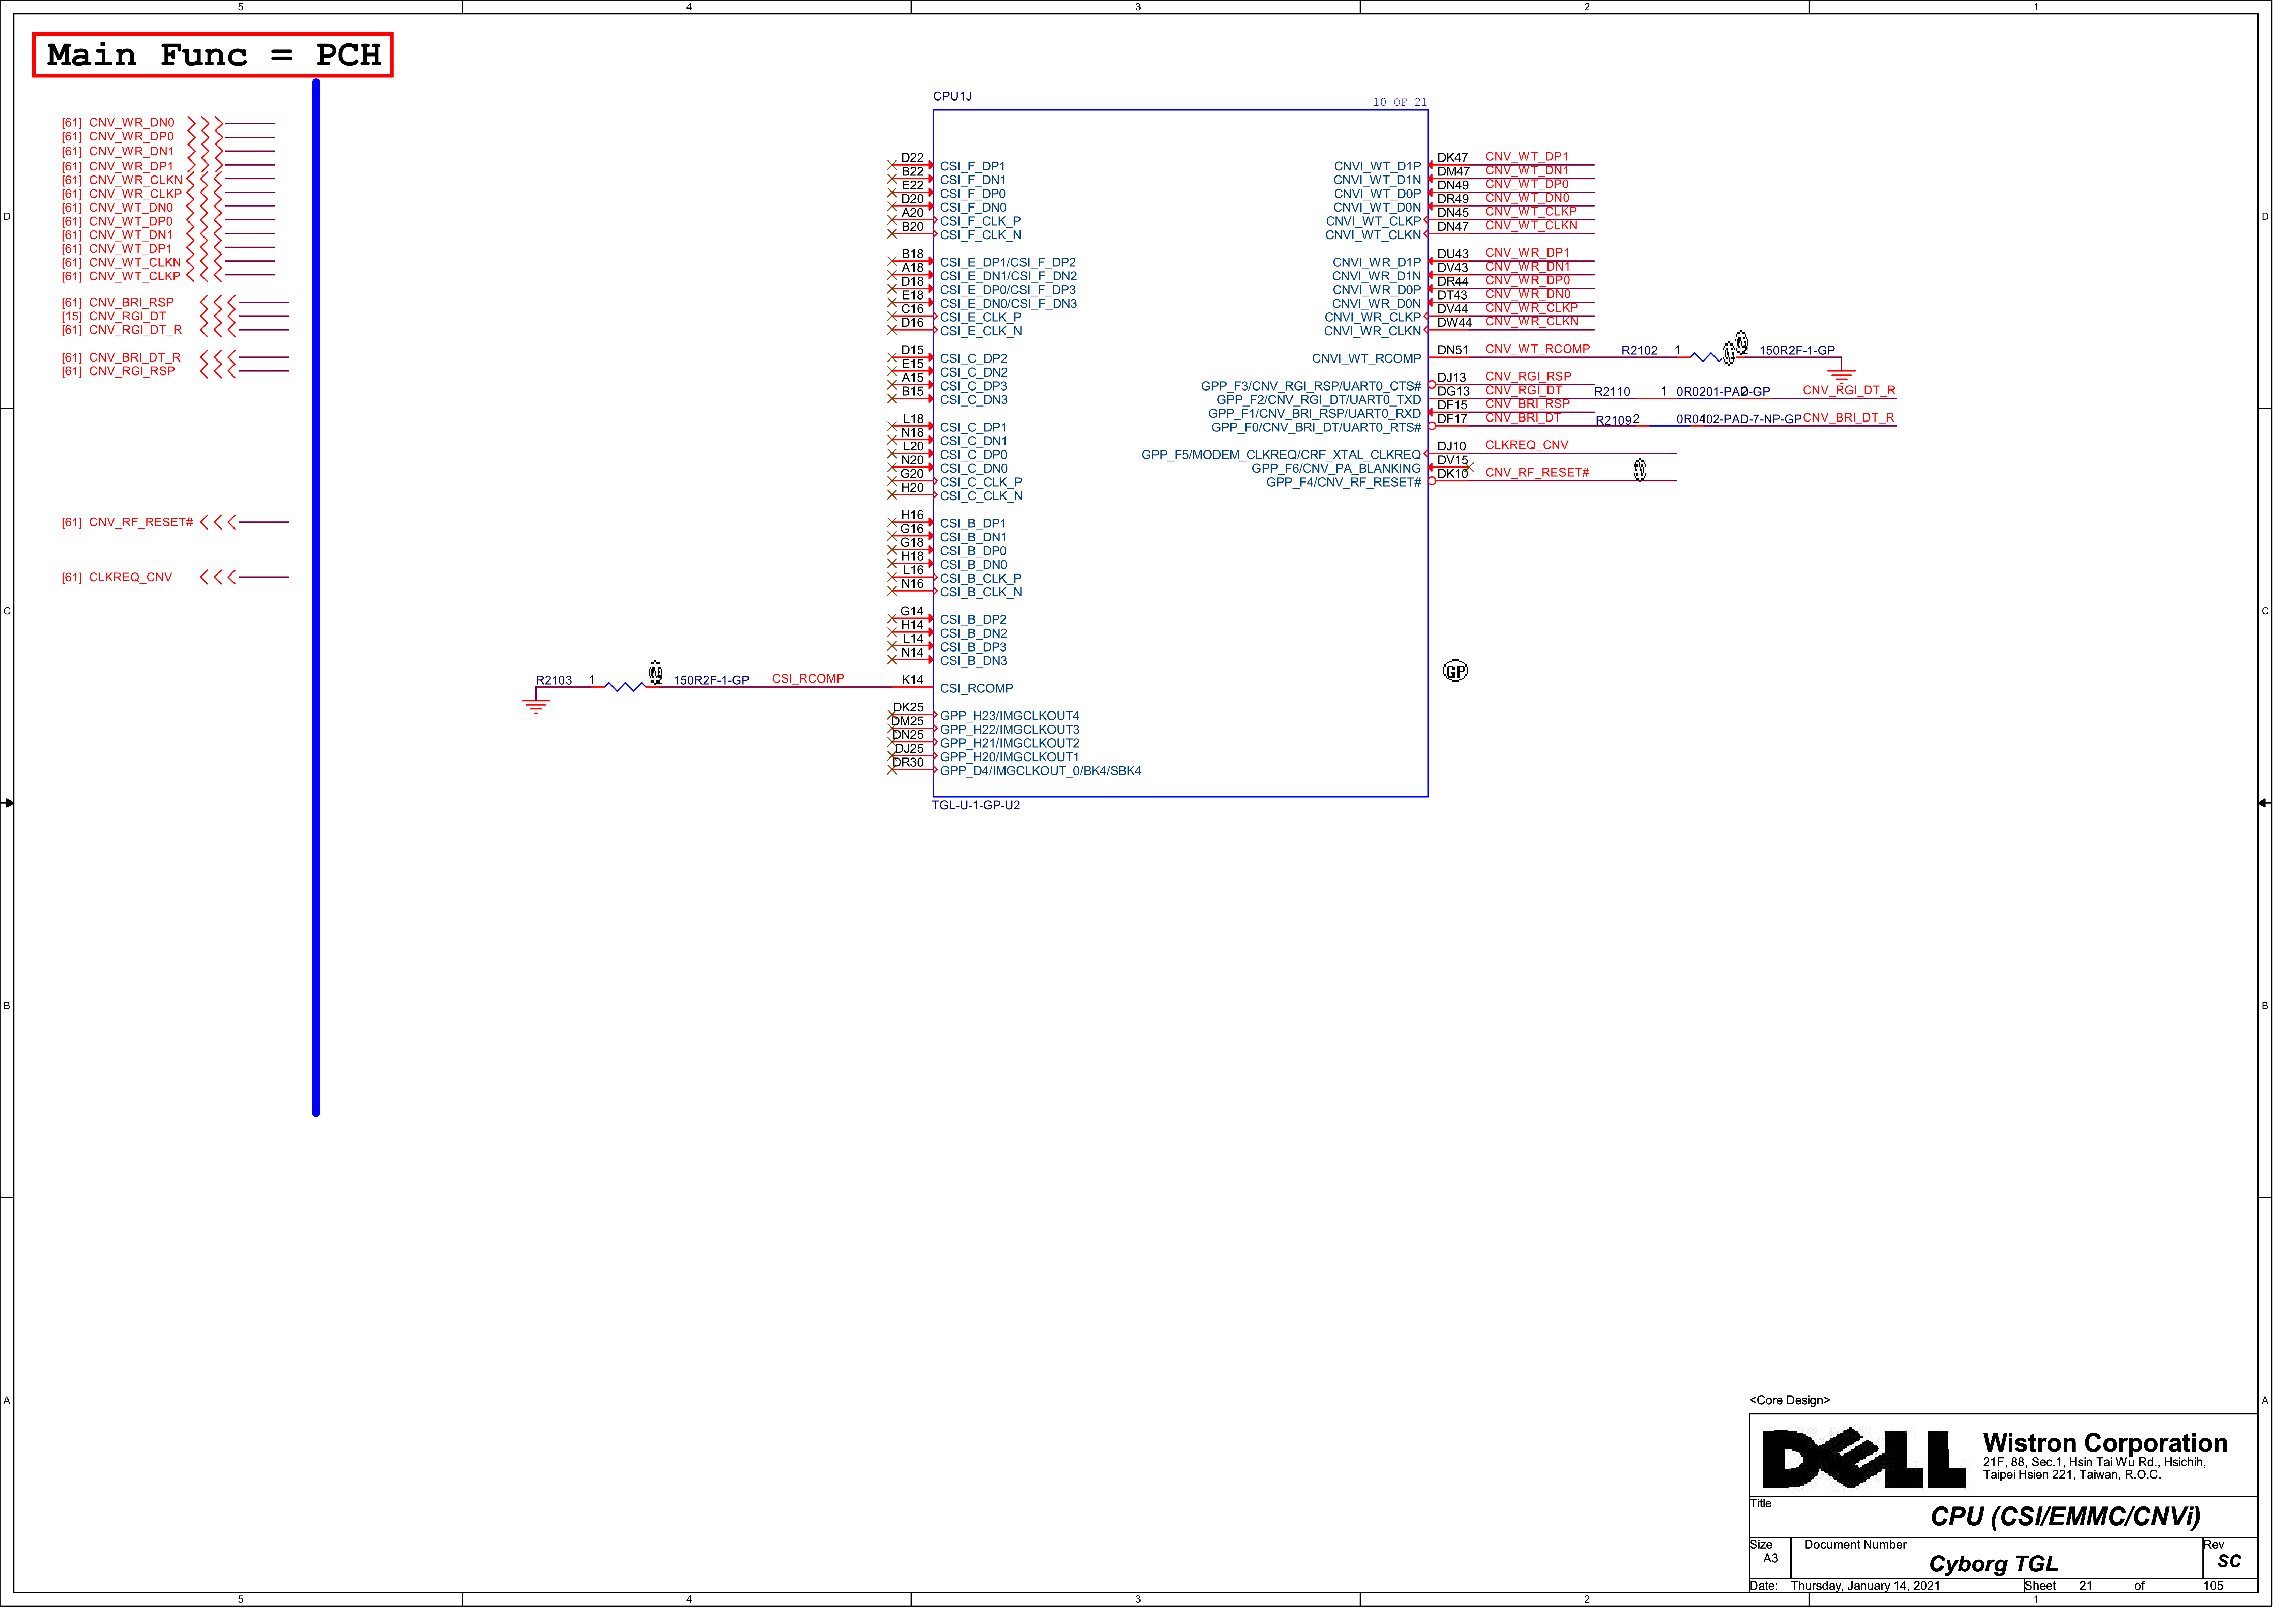 5 4 3 2 1
Main Func = PCH
[61] CNV_WR_DN0
[61] CNV_WR_DP0
[61] CNV_WR_DN1
[61] CNV_WR_DP1
[61] CNV_WR_CLKN
[61] CNV_WR_CLKP
[61] CNV_WT_DN0
[61] CNV_WT_DP0
[61] CNV_WT_DN1
[61] CNV_WT_DP1
[61] CNV_WT_CLKN
[61] CNV_WT_CLKP
[61] CNV_BRI_RSP
[15] CNV_RGI_DT
[61] CNV_RGI_DT_R
[61] CNV_BRI_DT_R
[61] CNV_RGI_RSP
[61] CNV_RF_RESET#
[61] CLKREQ_CNV
CPU1J
10 OF 21
D22 CSI_F_DP1
B22 CSI_F_DN1
E22 CSI_F_DP0
D20 CSI_F_DN0
A20 CSI_F_CLK_P
B20 CSI_F_CLK_N
B18 CSI_E_DP1/CSI_F_DP2
A18 CSI_E_DN1/CSI_F_DN2
D18 CSI_E_DP0/CSI_F_DP3
E18 CSI_E_DN0/CSI_F_DN3
C16 CSI_E_CLK_P
D16 CSI_E_CLK_N
D15 CSI_C_DP2
E15 CSI_C_DN2
A15 CSI_C_DP3
B15 CSI_C_DN3
L18 CSI_C_DP1
N18 CSI_C_DN1
L20 CSI_C_DP0
N20 CSI_C_DN0
G20 CSI_C_CLK_P
H20 CSI_C_CLK_N
H16 CSI_B_DP1
G16 CSI_B_DN1
G18 CSI_B_DP0
H18 CSI_B_DN0
L16 CSI_B_CLK_P
N16 CSI_B_CLK_N
G14 CSI_B_DP2
H14 CSI_B_DN2
L14 CSI_B_DP3
N14 CSI_B_DN3
R2103 1 2 150R2F-1-GP CSI_RCOMP K14 CSI_RCOMP
DK25 GPP_H23/IMGCLKOUT4
DM25 GPP_H22/IMGCLKOUT3
DN25 GPP_H21/IMGCLKOUT2
DJ25 GPP_H20/IMGCLKOUT1
DR30 GPP_D4/IMGCLKOUT_0/BK4/SBK4
TGL-U-1-GP-U2
CNVI_WT_D1P DK47 CNV_WT_DP1
CNVI_WT_D1N DM47 CNV_WT_DN1
CNVI_WT_D0P DN49 CNV_WT_DP0
CNVI_WT_D0N DR49 CNV_WT_DN0
CNVI_WT_CLKP DN45 CNV_WT_CLKP
CNVI_WT_CLKN DN47 CNV_WT_CLKN
CNVI_WR_D1P DU43 CNV_WR_DP1
CNVI_WR_D1N DV43 CNV_WR_DN1
CNVI_WR_D0P DR44 CNV_WR_DP0
CNVI_WR_D0N DT43 CNV_WR_DN0
CNVI_WR_CLKP DV44 CNV_WR_CLKP
CNVI_WR_CLKN DW44 CNV_WR_CLKN
CNVI_WT_RCOMP DN51 CNV_WT_RCOMP R2102 1 2 150R2F-1-GP
GPP_F3/CNV_RGI_RSP/UART0_CTS# DJ13 CNV_RGI_RSP
GPP_F2/CNV_RGI_DT/UART0_TXD DG13 CNV_RGI_DT R2110 1 2 0R0201-PAD-GP CNV_RGI_DT_R
GPP_F1/CNV_BRI_RSP/UART0_RXD DF15 CNV_BRI_RSP
GPP_F0/CNV_BRI_DT/UART0_RTS# DF17 CNV_BRI_DT R2109 2 1 0R0402-PAD-7-NP-GP CNV_BRI_DT_R
GPP_F5/MODEM_CLKREQ/CRF_XTAL_CLKREQ DJ10 CLKREQ_CNV
GPP_F6/CNV_PA_BLANKING DV15
GPP_F4/CNV_RF_RESET# DK10 CNV_RF_RESET#
GP
D D
C C
B B
A A
<Core Design>
DELL
Wistron Corporation
21F, 88, Sec.1, Hsin Tai Wu Rd., Hsichih,
Taipei Hsien 221, Taiwan, R.O.C.
Title
CPU (CSI/EMMC/CNVi)
Size Document Number Rev
A3 Cyborg TGL SC
Date: Thursday, January 14, 2021 Sheet 21 of 105
5 4 3 2 1